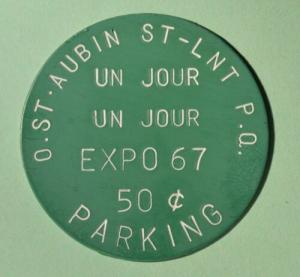 O.ST-AUBIN ST-LNT P.Q.
UN JOUR
UN JOUR
EXPO 67
50 ¢
PARKING